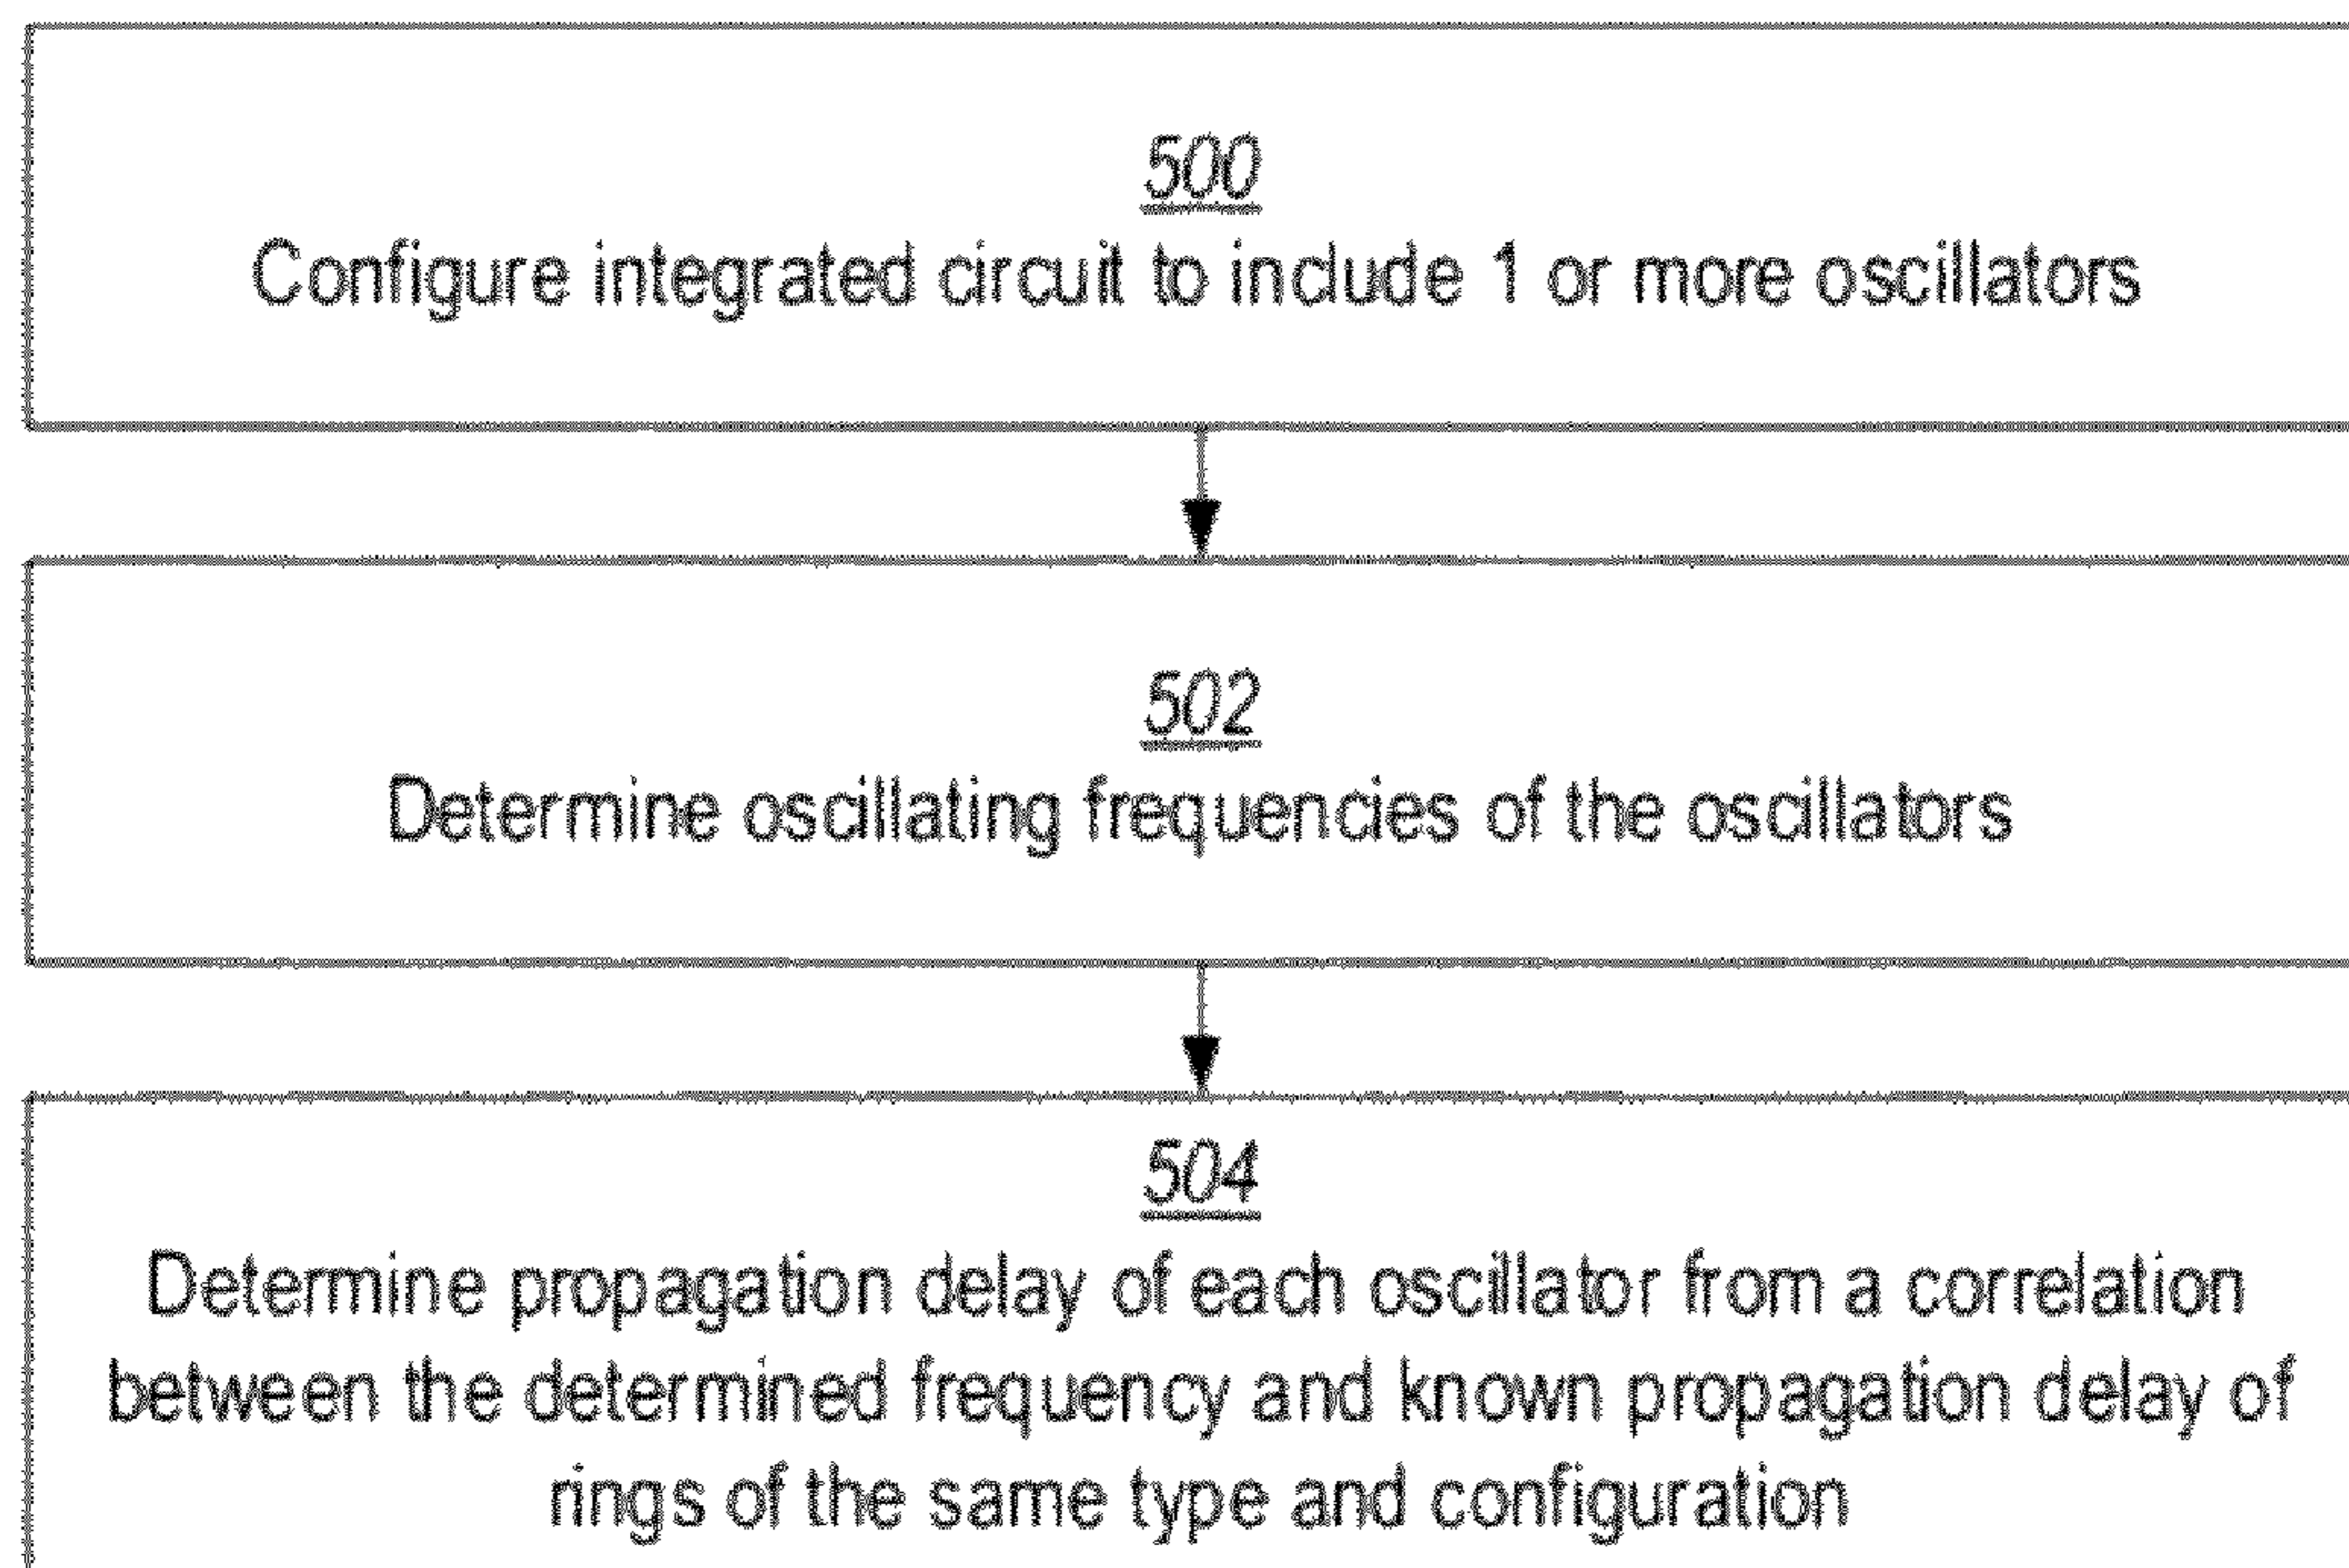 500
Configure integrated circuit to include 1 or more oscillators
502
Determine oscillating frequencies of the oscillators
504
Determine propagation delay of each oscillator from a correlation
between the determined frequency and known propagation delay of
rings of the same type and configuration